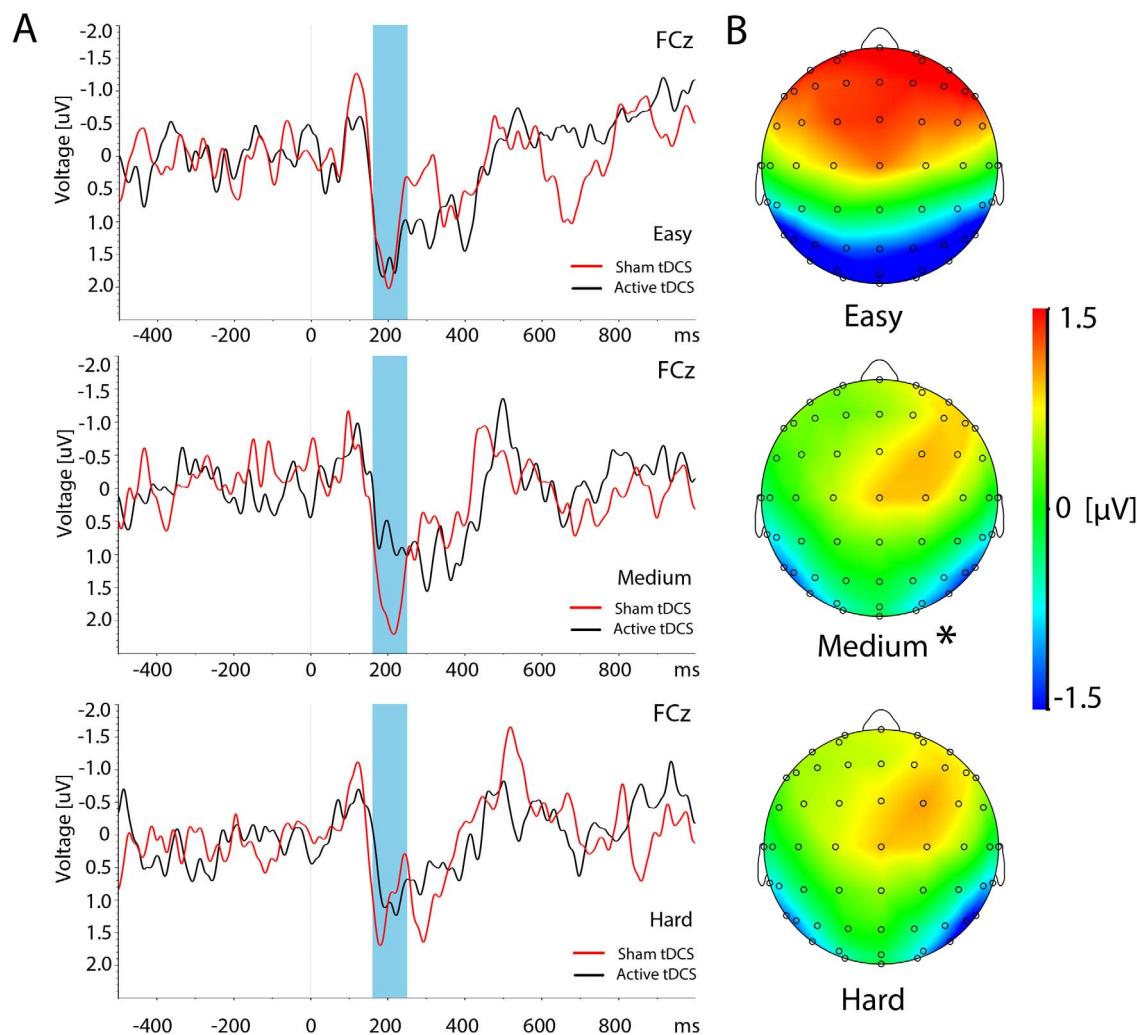 A
B
-2.0
-1.5
-1.0
-0.5
0
0.5
1.0
1.5
2.0
Voltage [uV]
FCz
Easy
Sham tDCS
Active tDCS
-400
-200
0
200
400
600
800
ms
Easy
-2.0
-1.5
-1.0
-0.5
0
0.5
1.0
1.5
2.0
Voltage [uV]
FCz
Medium
Sham tDCS
Active tDCS
-400
-200
0
200
400
600
800
ms
Medium *
1.5
0 [µV]
-1.5
-2.0
-1.5
-1.0
-0.5
0
0.5
1.0
1.5
2.0
Voltage [uV]
FCz
Hard
Sham tDCS
Active tDCS
-400
-200
0
200
400
600
800
ms
Hard